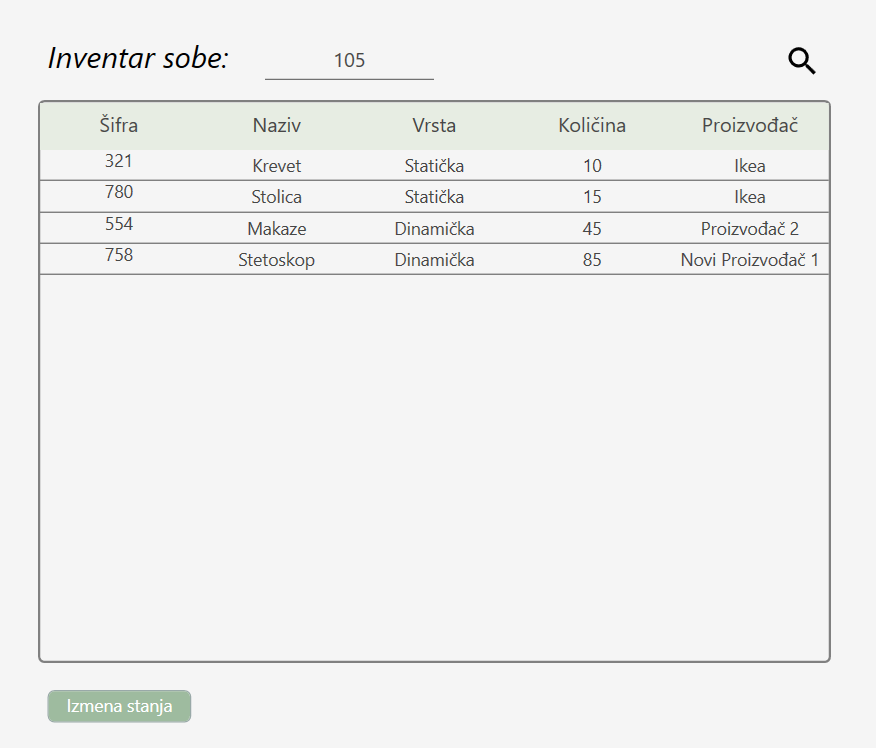 Inventar sobe: 105
Šifra Naziv Vrsta Količina Proizvođač
321 Krevet Statička 10 Ikea
780 Stolica Statička 15 Ikea
554 Makaze Dinamička 45 Proizvođač 2
758 Stetoskop Dinamička 85 Novi Proizvođač 1
Izmena stanja